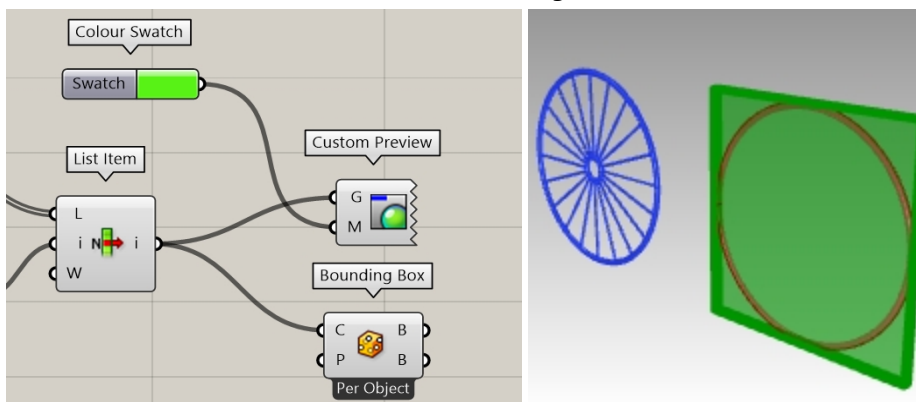 Colour Swatch
Swatch
Custom Preview
List Item
G
M
L
i N i
W
Bounding Box
C B
P B
Per Object